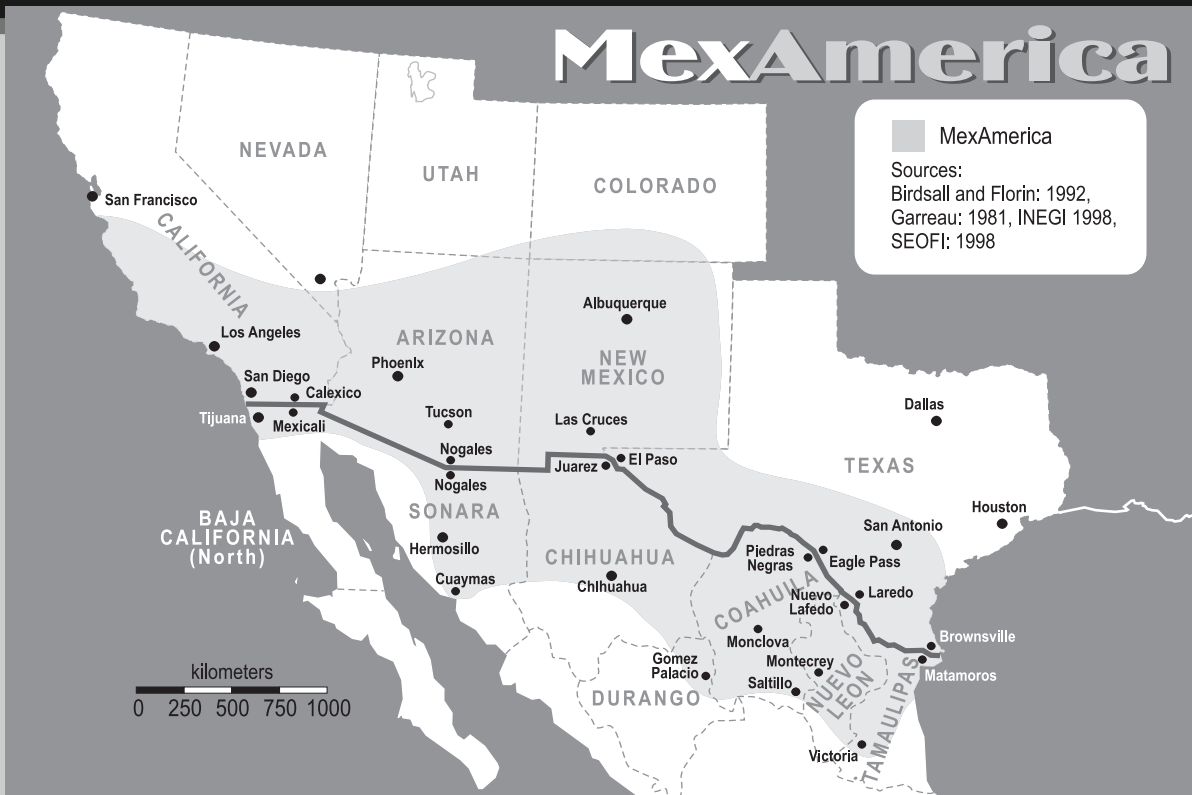 MexAmerica
MexAmerica
Sources:
Birdsall and Florin: 1992,
Garreau: 1981, INEGI 1998,
SEOFI: 1998
NEVADA
UTAH
COLORADO
San Francisco
CALIFORNIA
Albuquerque
Los Angeles
ARIZONA
NEW
MEXICO
PhoenIx
San Diego
Calexico
Tijuana
Mexicali
Tucson
Las Cruces
Dallas
Nogales
Nogales
Juarez
El Paso
TEXAS
SONARA
Houston
BAJA
CALIFORNIA
(North)
Hermosillo
San Antonio
CHIHUAHUA
Piedras
Negras
Eagle Pass
Cuaymas
ChIhuahua
COAHUILA
Nuevo
Lafedo
Laredo
Monclova
Brownsville
Gomez
Palacio
Montecrey
Matamoros
Saltillo
DURANGO
NUEVO
LEON
TAMAULIPAS
Victoria
kilometers
0 250 500 750 1000